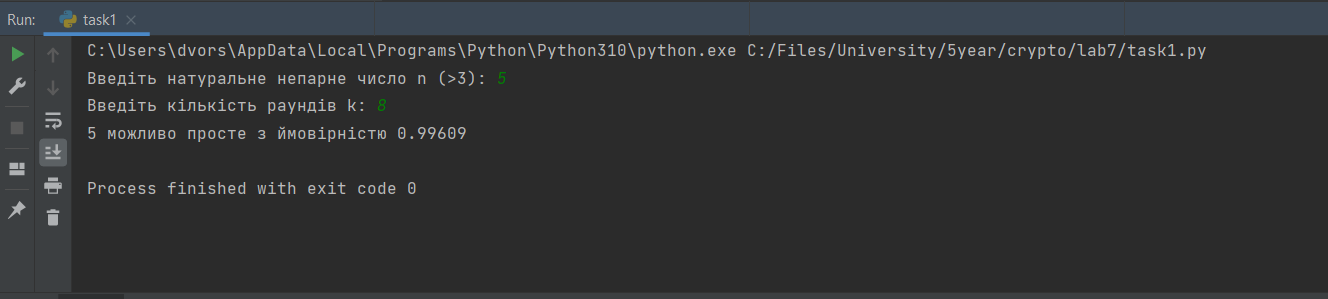 Run: task1
C:\Users\dvors\AppData\Local\Programs\Python\Python310\python.exe C:/Files/University/5year/crypto/lab7/task1.py
Введіть натуральне непарне число n (>3): 5
Введіть кількість раундів k: 8
5 можливо просте з ймовірністю 0.99609
Process finished with exit code 0